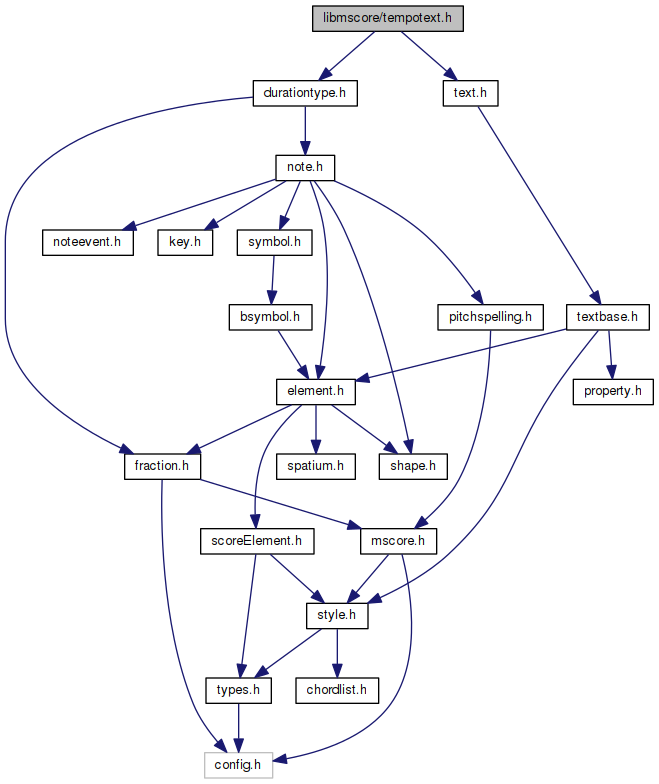 libmscore/tempotext.h
durationtype.h
text.h
note.h
noteevent.h
key.h
symbol.h
bsymbol.h
pitchspelling.h
textbase.h
element.h
property.h
fraction.h
spatium.h
shape.h
scoreElement.h
mscore.h
style.h
types.h
chordlist.h
config.h